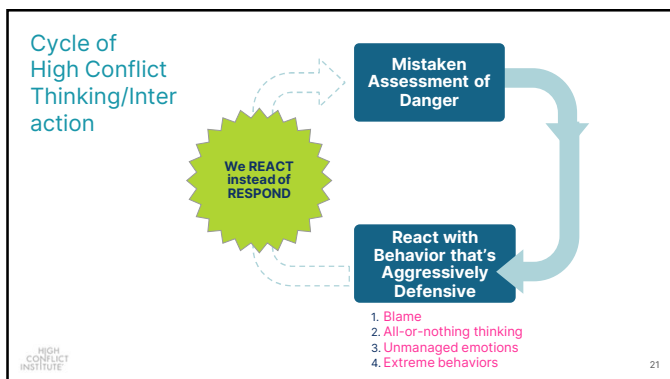 Cycle of
High Conflict
Thinking/Inter
action
Mistaken
Assessment of
Danger
We REACT
instead of
RESPOND
React with
Behavior that's
Aggressively
Defensive
1. Blame
2. All-or-nothing thinking
3. Unmanaged emotions
4. Extreme behaviors
HIGH
CONFLICT
INSTITUTE
21